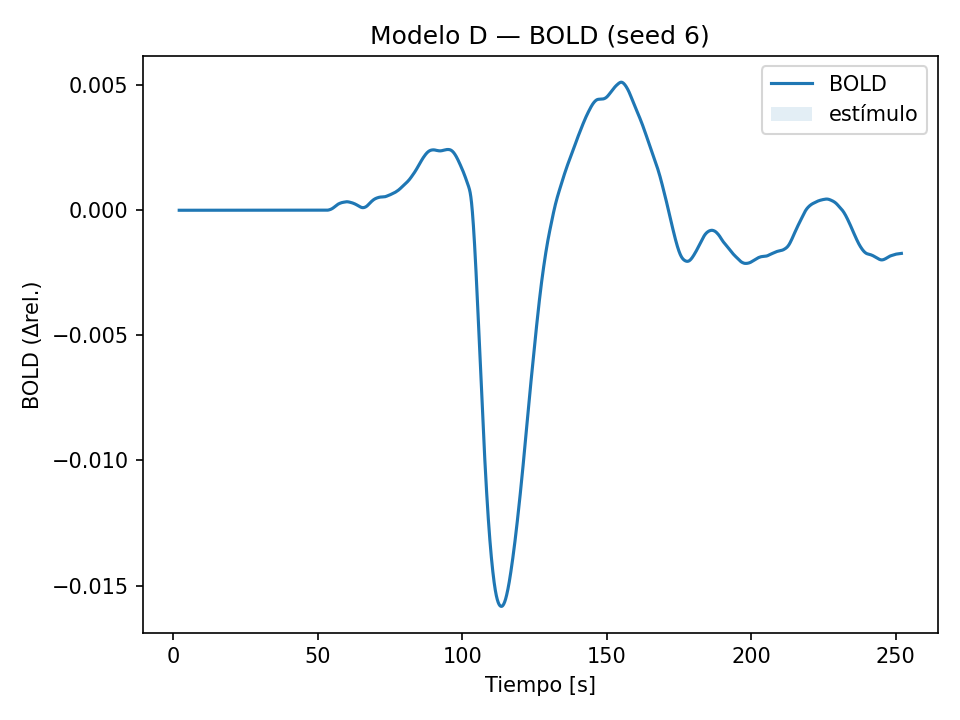 Modelo D — BOLD (seed 6)
BOLD
estímulo
0.005
0.000
−0.005
−0.010
−0.015
BOLD (Δrel.)
0
50
100
150
200
250
Tiempo [s]